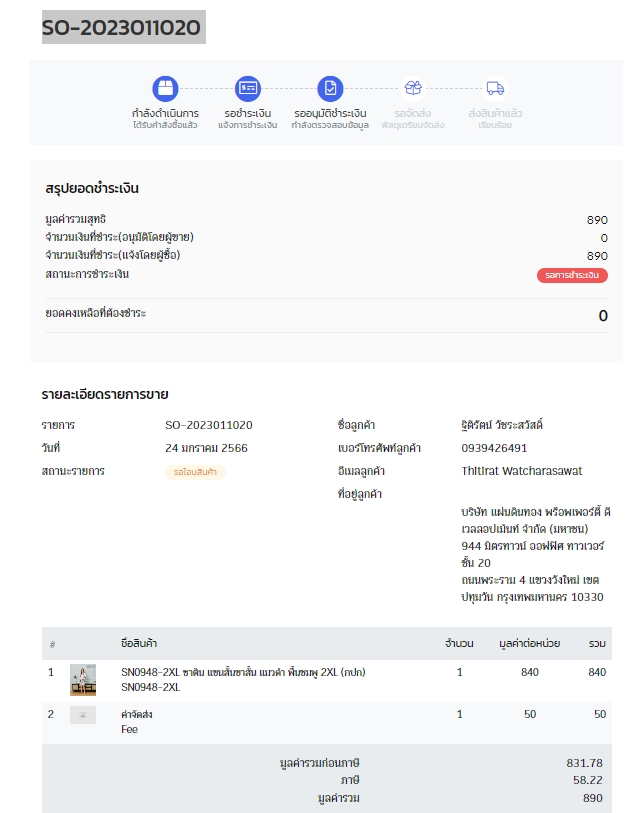 SO-2023011020
กำลังดำเนินการ รอชำระเงิน รออนุมัติชำระเงิน รอจัดส่ง ส่งสินค้าแล้ว
ได้รับคำสั่งซื้อแล้ว แจ้งการชำระเงิน กำลังตรวจสอบข้อมูล พัสดุเตรียมจัดส่ง เรียบร้อย
สรุปยอดชำระเงิน
มูลค่ารวมสุทธิ 890
จำนวนเงินที่ชำระ(อนุมัติโดยผู้ขาย) 0
จำนวนเงินที่ชำระ(แจ้งโดยผู้ซื้อ) 890
สถานะการชำระเงิน รอการชำระเงิน
ยอดคงเหลือที่ต้องชำระ 0
รายละเอียดรายการขาย
รายการ SO-2023011020 ชื่อลูกค้า ฐิติรัตน์ วัชระสวัสดิ์
วันที่ 24 มกราคม 2566 เบอร์โทรศัพท์ลูกค้า 0939426491
สถานะรายการ รอโอนสินค้า อีเมลลูกค้า Thitirat Watcharasawat
ที่อยู่ลูกค้า
บริษัท แผ่นดินทอง พร็อพเพอร์ตี้ ดี
เวลลอปเม้นท์ จำกัด (มหาชน)
944 มิตรทาวน์ ออฟฟิศ ทาวเวอร์
ชั้น 20
ถนนพระราม 4 แขวงวังใหม่ เขต
ปทุมวัน กรุงเทพมหานคร 10330
# ชื่อสินค้า จำนวน มูลค่าต่อหน่วย รวม
1 SN0948-2XL ซาติน แขนสั้นขาสั้น แมวดำ พื้นชมพู 2XL (ถปถ) 1 840 840
SN0948-2XL
2 ค่าจัดส่ง 1 50 50
Fee
มูลค่ารวมก่อนภาษี 831.78
ภาษี 58.22
มูลค่ารวม 890